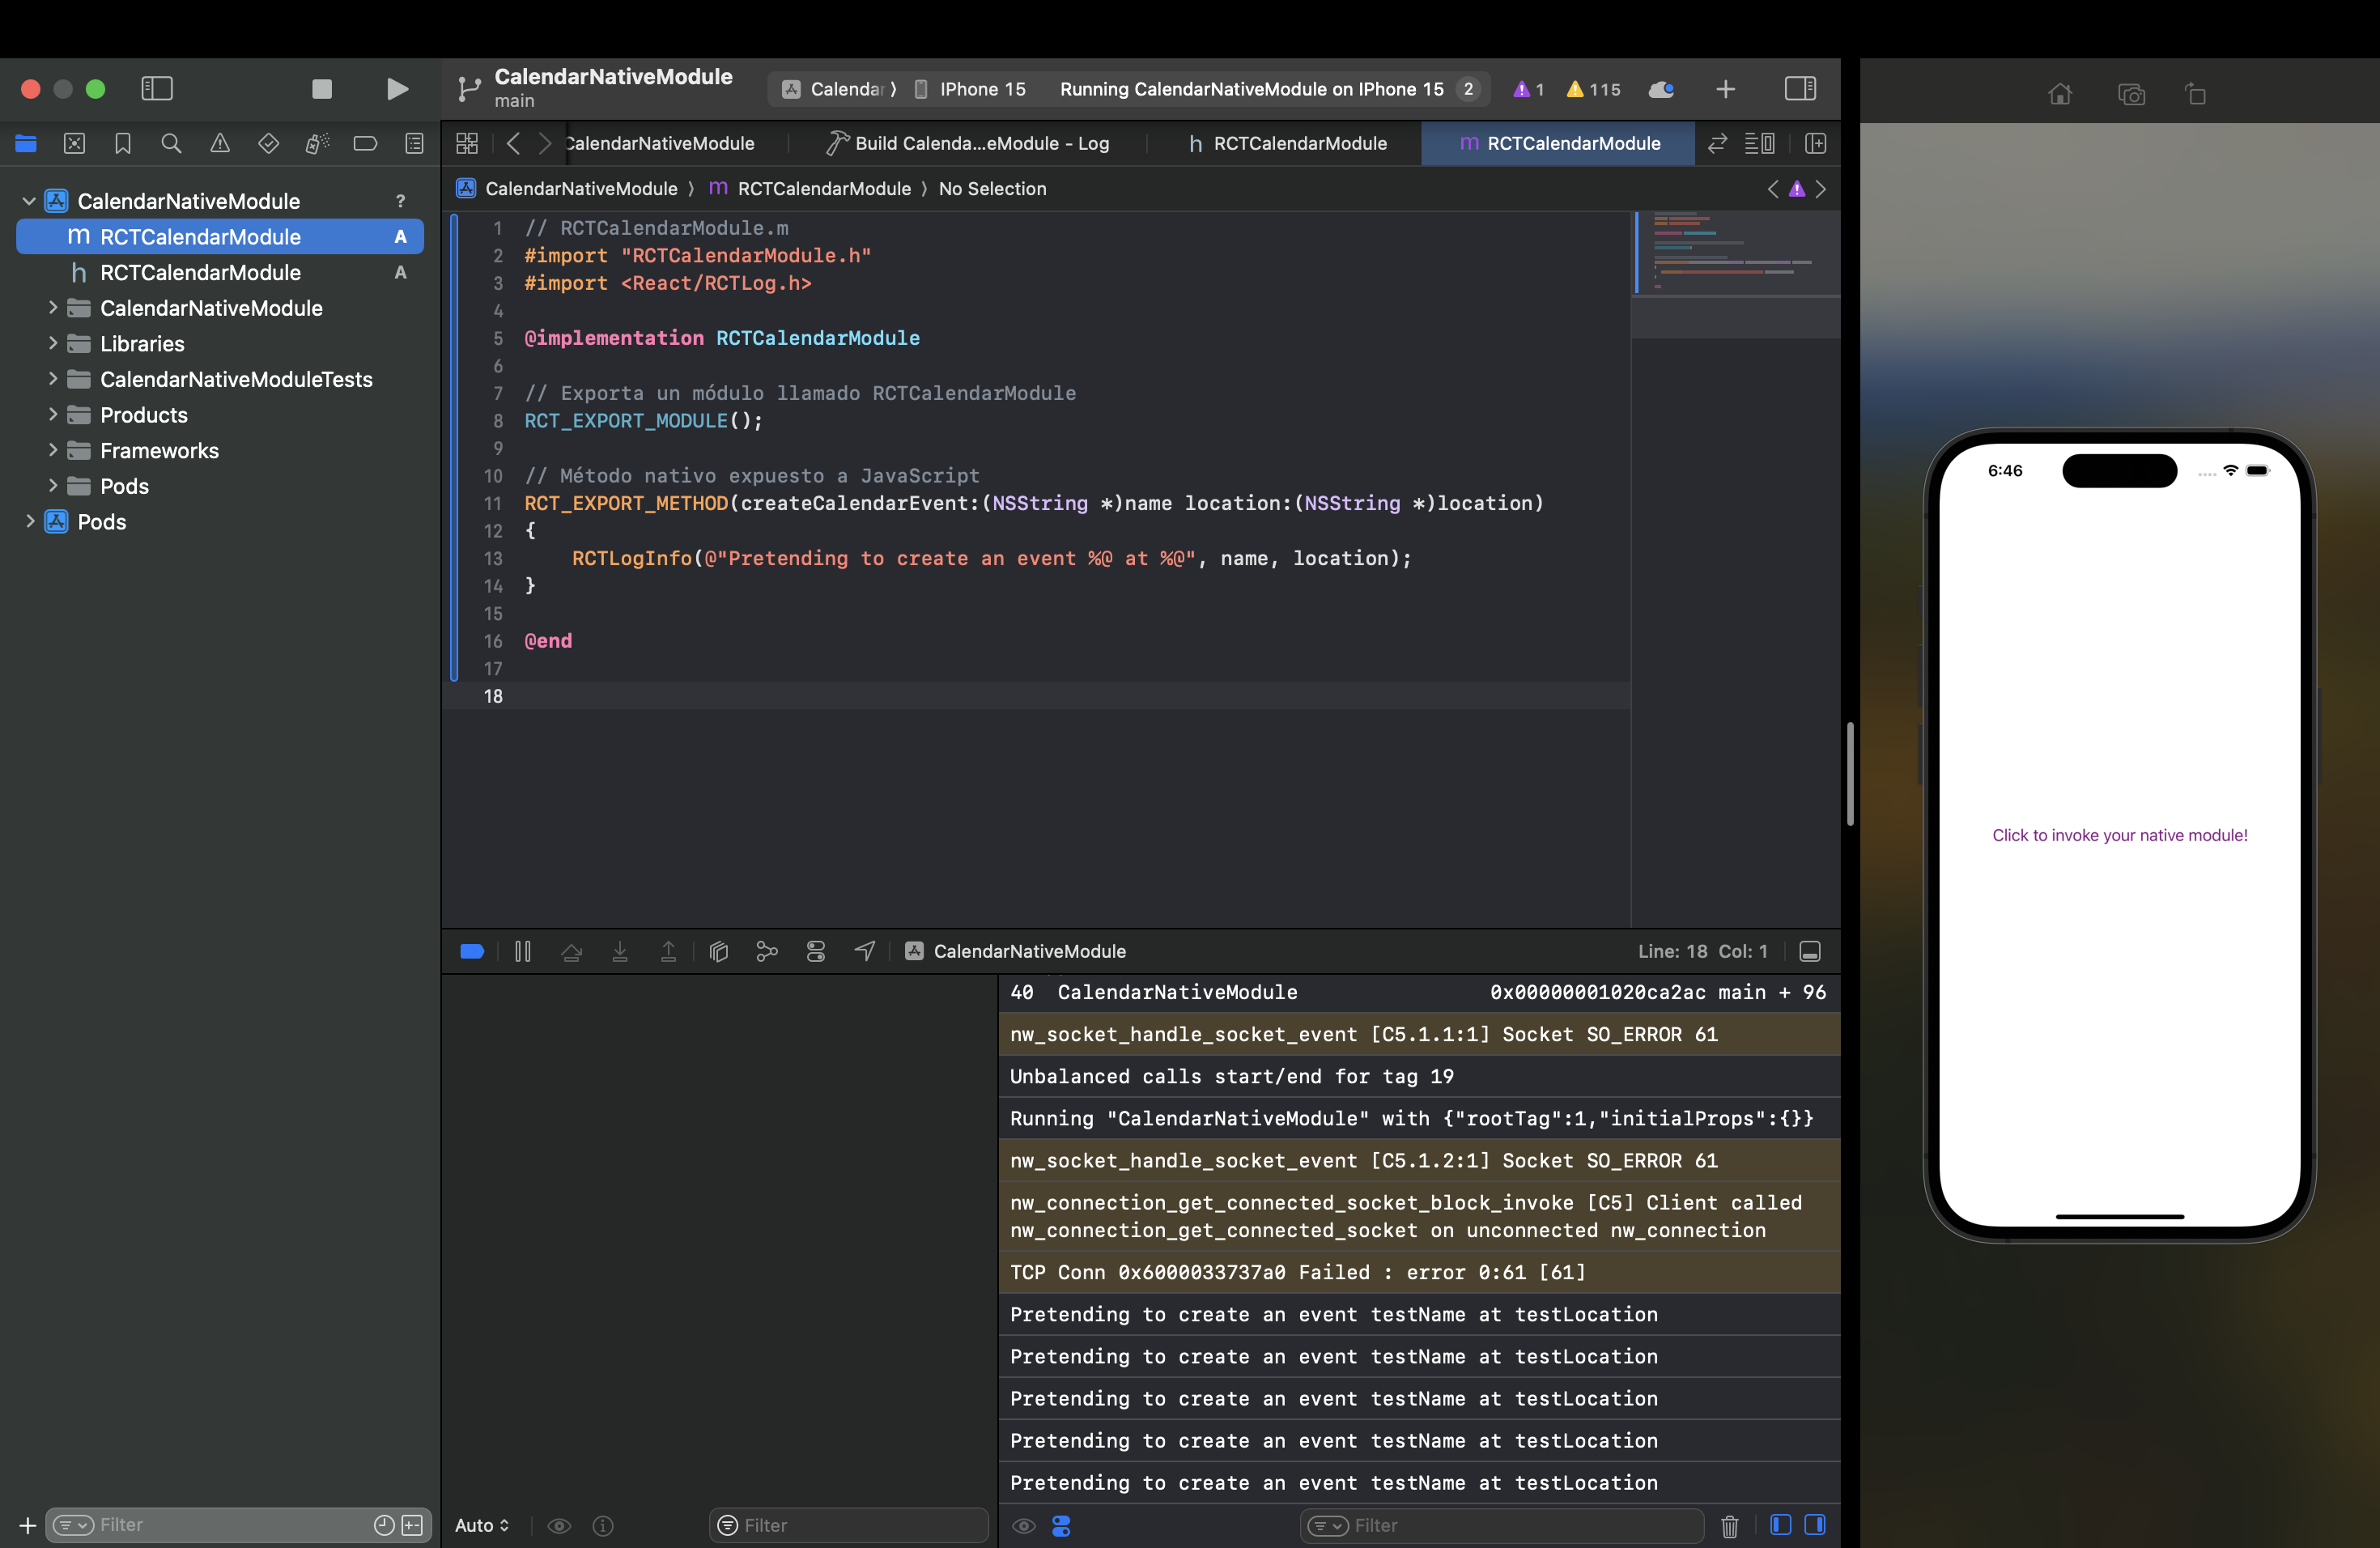 CalendarNativeModule
main
Calendar
IPhone 15
Running CalendarNativeModule on IPhone 15
2
1
115
CalendarNativeModule
Build Calenda...eModule - Log
h RCTCalendarModule
m RCTCalendarModule
CalendarNativeModule ⟩ m RCTCalendarModule ⟩ No Selection
CalendarNativeModule ?
m RCTCalendarModule A
h RCTCalendarModule A
CalendarNativeModule
Libraries
CalendarNativeModuleTests
Products
Frameworks
Pods
Pods
Filter
1 // RCTCalendarModule.m
2 #import "RCTCalendarModule.h"
3 #import <React/RCTLog.h>
4
5 @implementation RCTCalendarModule
6
7 // Exporta un módulo llamado RCTCalendarModule
8 RCT_EXPORT_MODULE();
9
10 // Método nativo expuesto a JavaScript
11 RCT_EXPORT_METHOD(createCalendarEvent:(NSString *)name location:(NSString *)location)
12 {
13 RCTLogInfo(@"Pretending to create an event %@ at %@", name, location);
14 }
15
16 @end
17
18
CalendarNativeModule
Line: 18 Col: 1
40 CalendarNativeModule 0x00000001020ca2ac main + 96
nw_socket_handle_socket_event [C5.1.1:1] Socket SO_ERROR 61
Unbalanced calls start/end for tag 19
Running "CalendarNativeModule" with {"rootTag":1,"initialProps":{}}
nw_socket_handle_socket_event [C5.1.2:1] Socket SO_ERROR 61
nw_connection_get_connected_socket_block_invoke [C5] Client called
nw_connection_get_connected_socket on unconnected nw_connection
TCP Conn 0x6000033737a0 Failed : error 0:61 [61]
Pretending to create an event testName at testLocation
Pretending to create an event testName at testLocation
Pretending to create an event testName at testLocation
Pretending to create an event testName at testLocation
Pretending to create an event testName at testLocation
Auto
Filter
Filter
6:46
Click to invoke your native module!